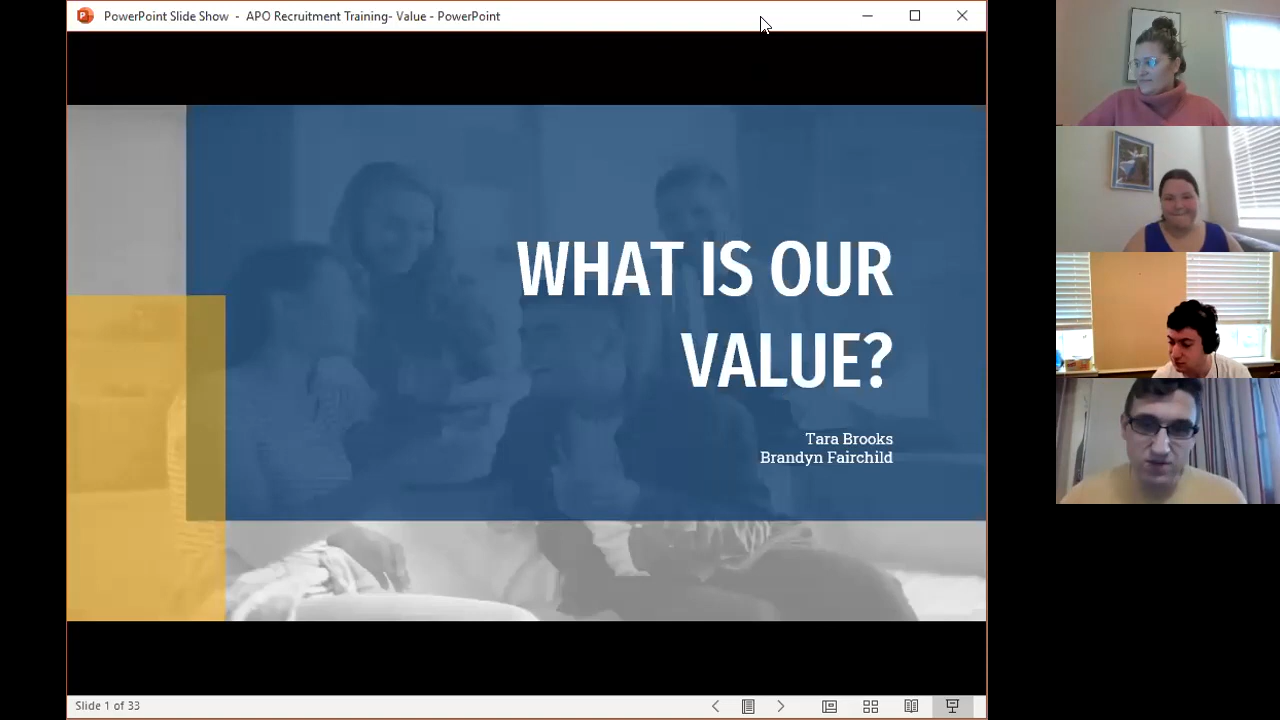 PowerPoint Slide Show - APO Recruitment Training- Value - PowerPoint
WHAT IS OUR
VALUE?
Tara Brooks
Brandyn Fairchild
Slide 1 of 33